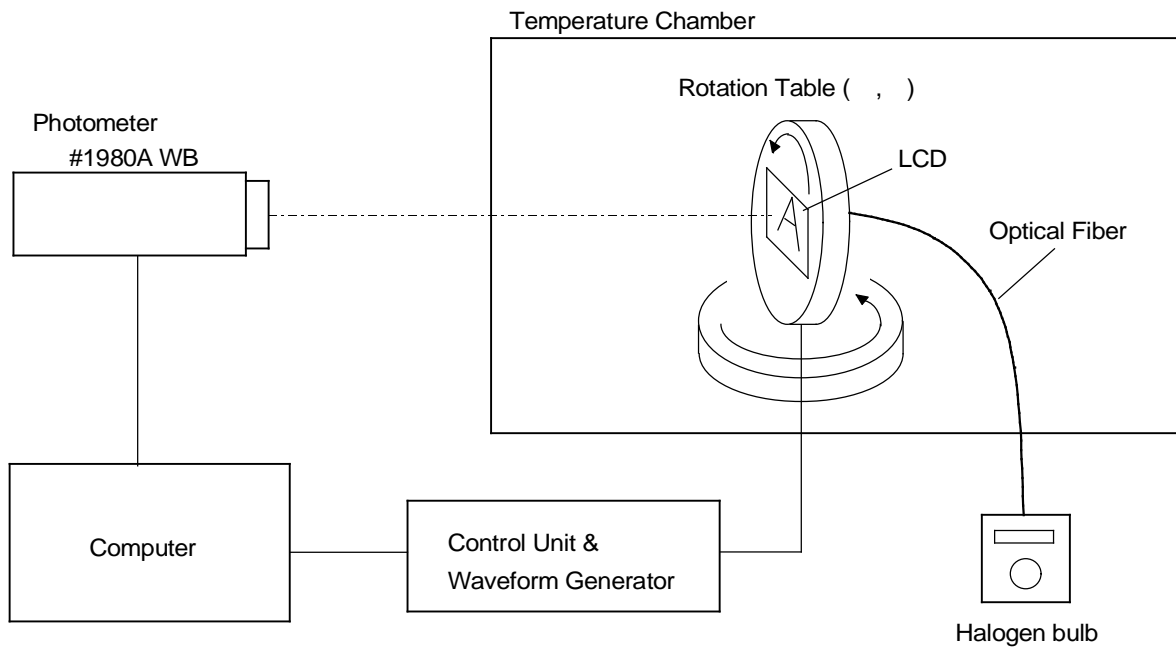 Temperature Chamber
Rotation Table ( , )
Photometer
#1980A WB
LCD
A
Optical Fiber
Computer
Control Unit &
Waveform Generator
Halogen bulb